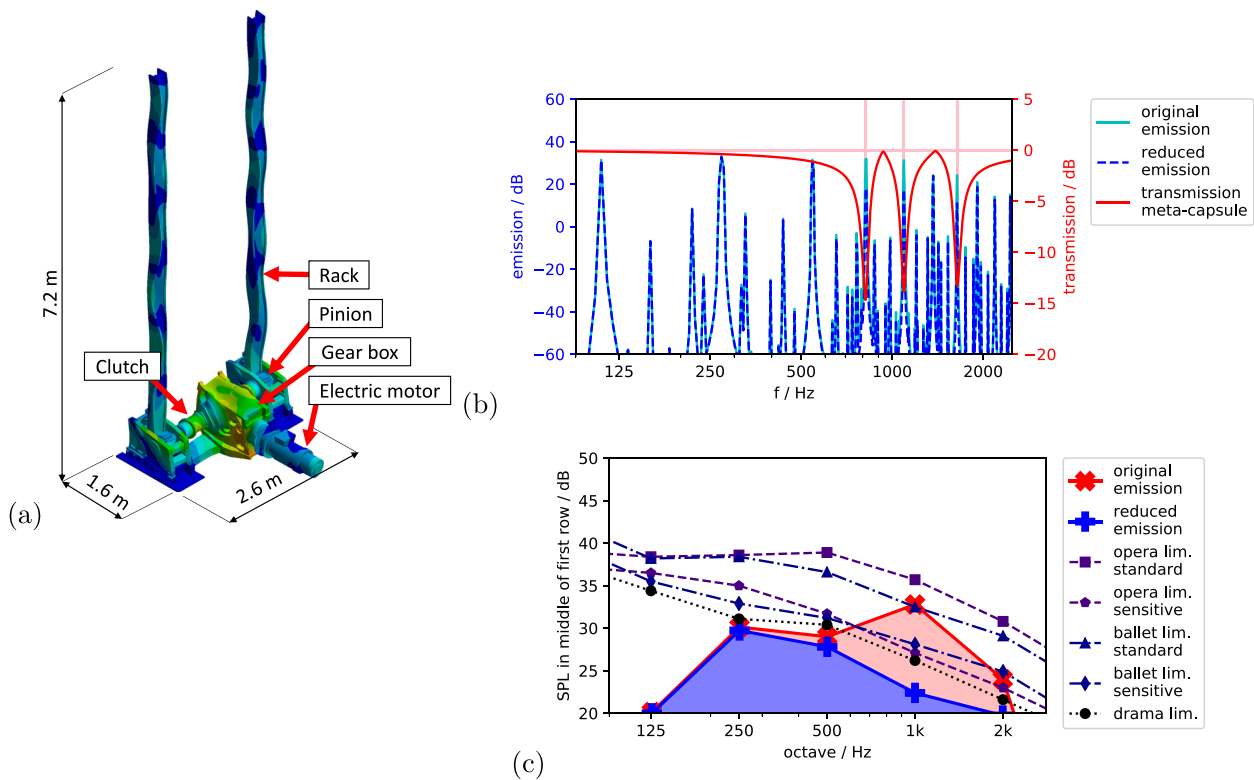 7.2 m
1.6 m
2.6 m
Rack
Pinion
Gear box
Clutch
Electric motor
(a)
60
40
20
0
−20
−40
−60
emission / dB
5
0
−5
−10
−15
−20
transmission / dB
125
250
500
1000
2000
f / Hz
original
emission
reduced
emission
transmission
meta-capsule
(b)
50
45
40
35
30
25
20
SPL in middle of first row / dB
125
250
500
1k
2k
octave / Hz
original
emission
reduced
emission
opera lim.
standard
opera lim.
sensitive
ballet lim.
standard
ballet lim.
sensitive
drama lim.
(c)